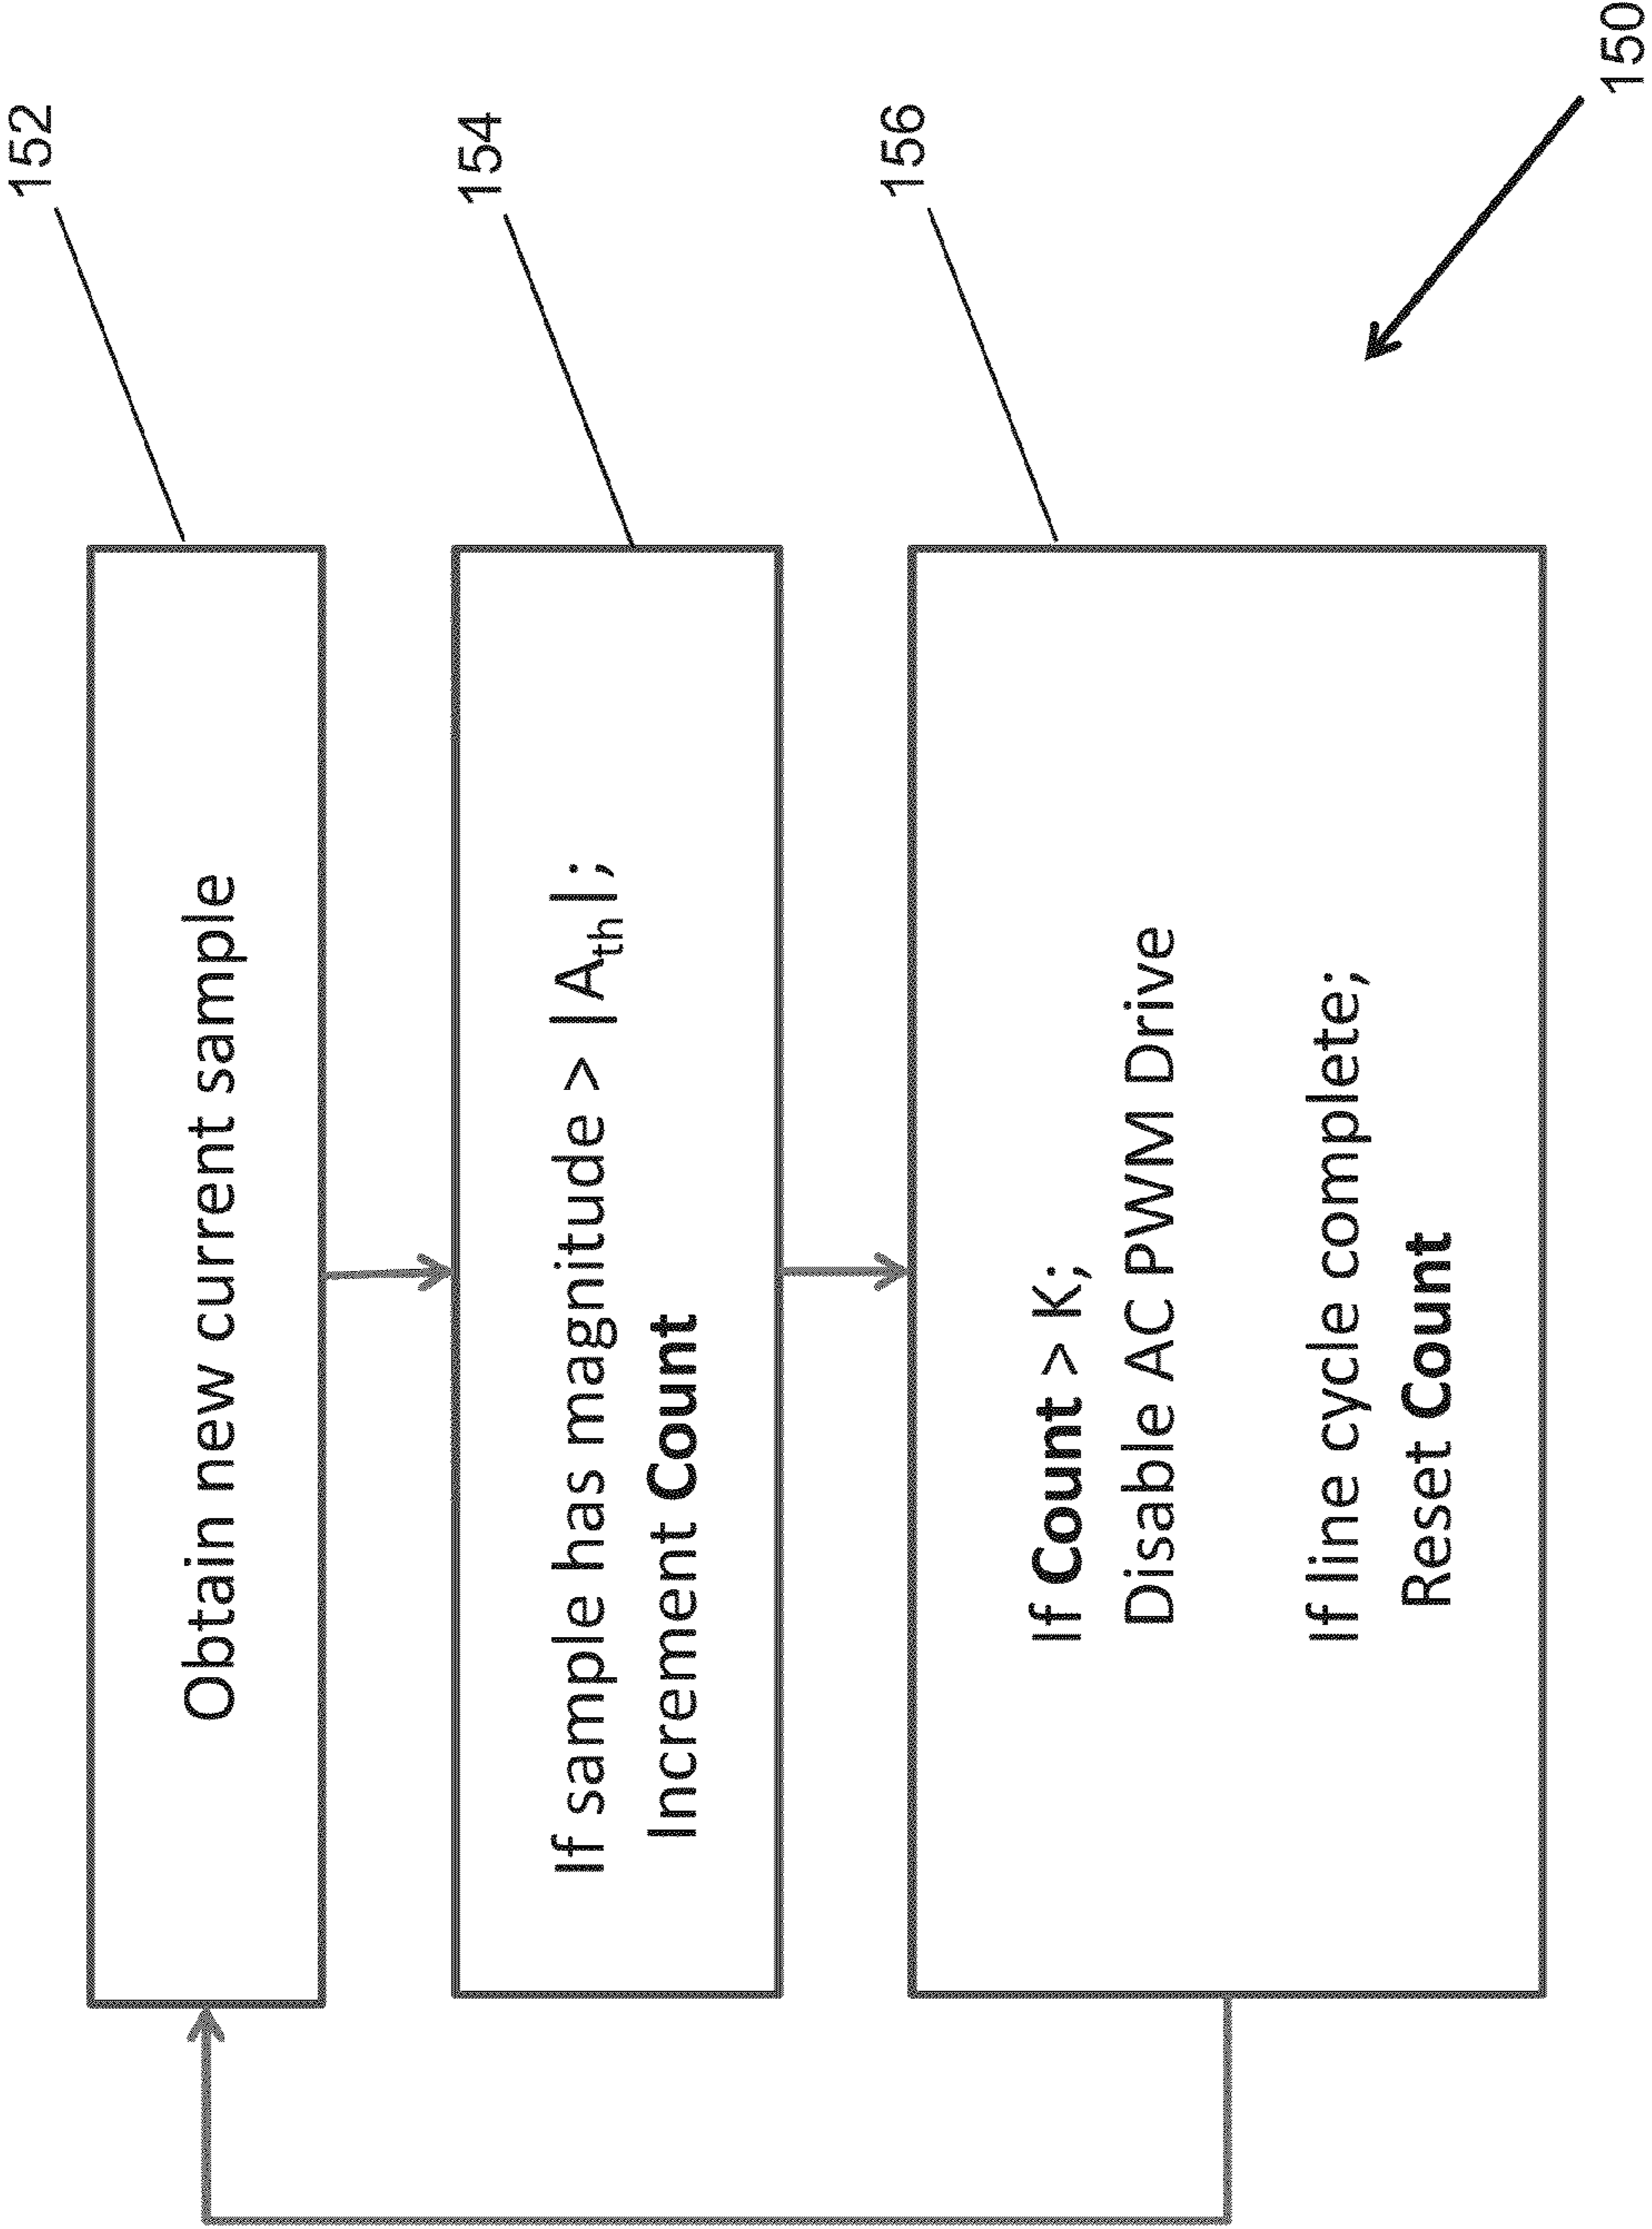 152
Obtain new current sample
154
If sample has magnitude > |A_th|;
Increment Count
156
If Count > K;
Disable AC PWM Drive
If line cycle complete;
Reset Count
150